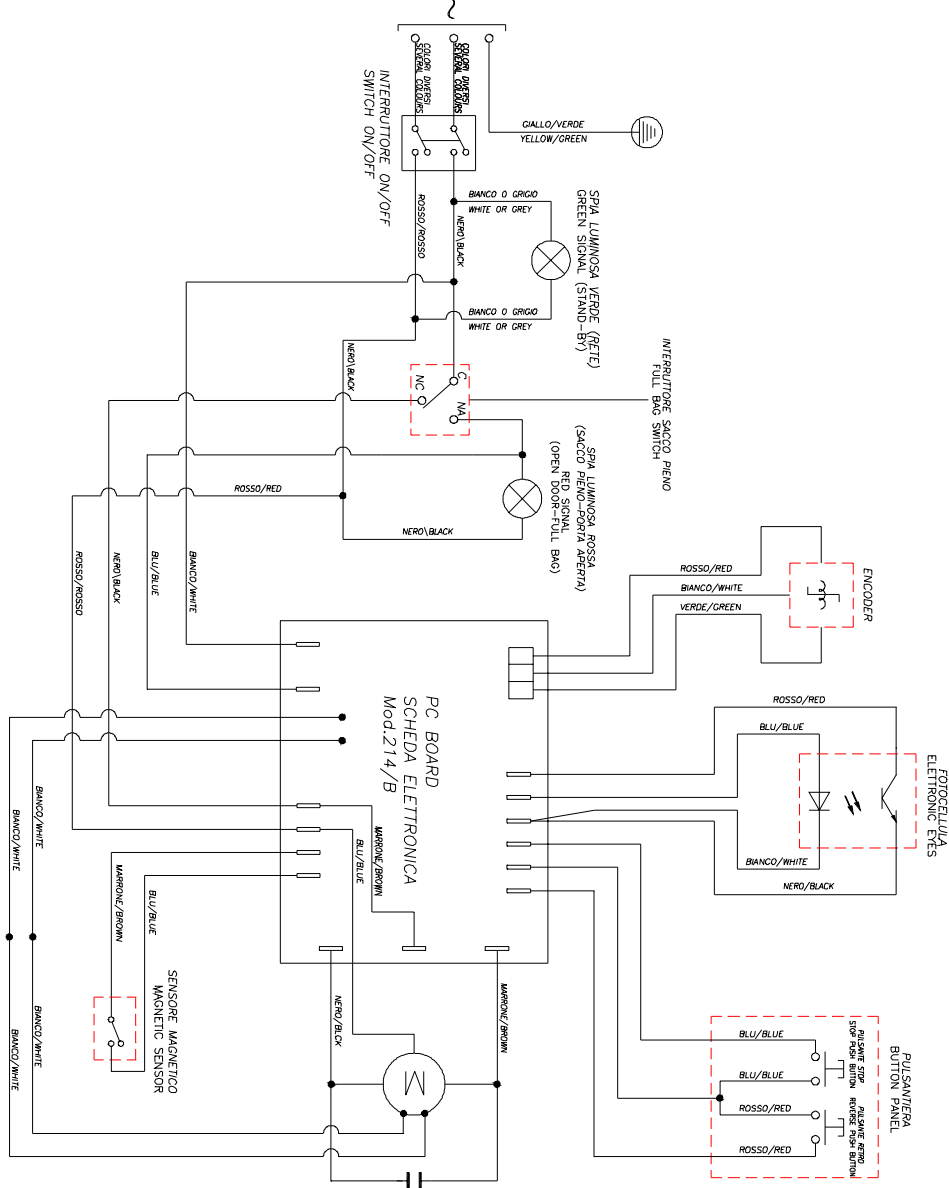 COLORI DIVERSI
SEVERAL COLOURS
COLORI DIVERSI
SEVERAL COLOURS
INTERRUTTORE ON/OFF
SWITCH ON/OFF
GIALLO/VERDE
YELLOW/GREEN
BIANCO O GRIGIO
WHITE OR GREY
NERO\BLACK
ROSSO/ROSSO
SPIA LUMINOSA VERDE (RETE)
GREEN SIGNAL (STAND-BY)
BIANCO O GRIGIO
WHITE OR GREY
NERO\BLACK
C
NC
NA
INTERRUTTORE SACCO PIENO
FULL BAG SWITCH
SPIA LUMINOSA ROSSA
(SACCO PIENO-PORTA APERTA)
RED SIGNAL
(OPEN DOOR-FULL BAG)
ROSSO/RED
NERO\BLACK
ROSSO/ROSSO
NERO\BLACK
BLU/BLUE
BIANCO/WHITE
ROSSO/RED
BIANCO/WHITE
VERDE/GREEN
ENCODER
PC BOARD
SCHEDA ELETTRONICA
Mod.214/B
ROSSO/RED
BLU/BLUE
FOTOCELLULA
ELETTRONIC EYES
BIANCO/WHITE
NERO/BLACK
MARRONE/BROWN
BLU/BLUE
BIANCO/WHITE
BIANCO/WHITE
MARRONE/BROWN
BLU/BLUE
SENSORE MAGNETICO
MAGNETIC SENSOR
NERO/BLCK
MARRONE/BROWN
M
BIANCO/WHITE
BIANCO/WHITE
PULSANTIERA
BUTTON PANEL
BLU/BLUE
PULSANTE STOP
STOP PUSH BUTTON
BLU/BLUE
ROSSO/RED
PULSANTE RETRO
REVERSE PUSH BUTTON
ROSSO/RED